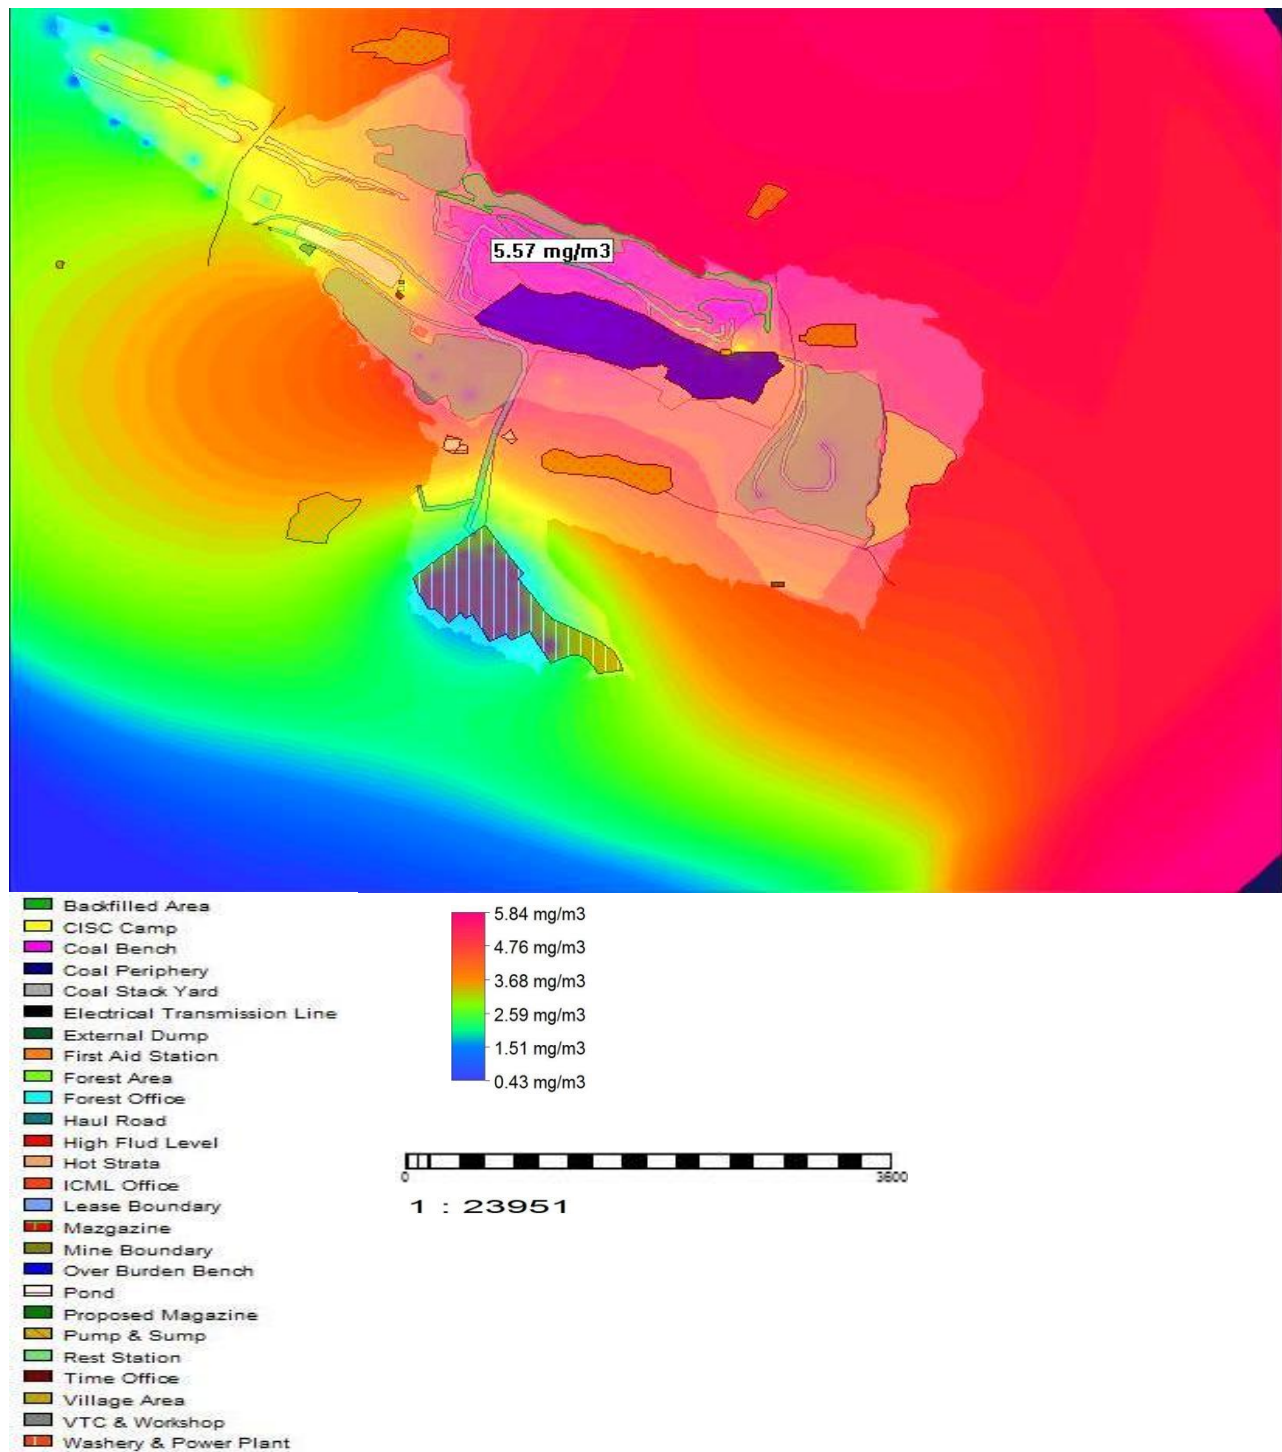 5.57 mg/m3
Backfilled Area
CISC Camp
Coal Bench
Coal Periphery
Coal Stack Yard
Electrical Transmission Line
External Dump
First Aid Station
Forest Area
Forest Office
Haul Road
High Flud Level
Hot Strata
ICML Office
Lease Boundary
Mazgazine
Mine Boundary
Over Burden Bench
Pond
Proposed Magazine
Pump & Sump
Rest Station
Time Office
Village Area
VTC & Workshop
Washery & Power Plant
5.84 mg/m3
4.76 mg/m3
3.68 mg/m3
2.59 mg/m3
1.51 mg/m3
0.43 mg/m3
0 3600
1 : 23951